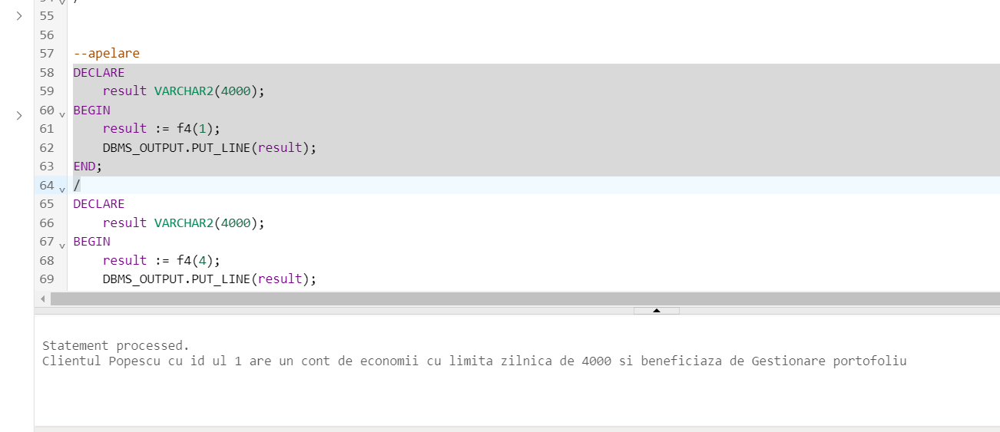 55
56
57 --apelare
58 DECLARE
59 result VARCHAR2(4000);
60 BEGIN
61 result := f4(1);
62 DBMS_OUTPUT.PUT_LINE(result);
63 END;
64 /
65 DECLARE
66 result VARCHAR2(4000);
67 BEGIN
68 result := f4(4);
69 DBMS_OUTPUT.PUT_LINE(result);
Statement processed.
Clientul Popescu cu id ul 1 are un cont de economii cu limita zilnica de 4000 si beneficiaza de Gestionare portofoliu